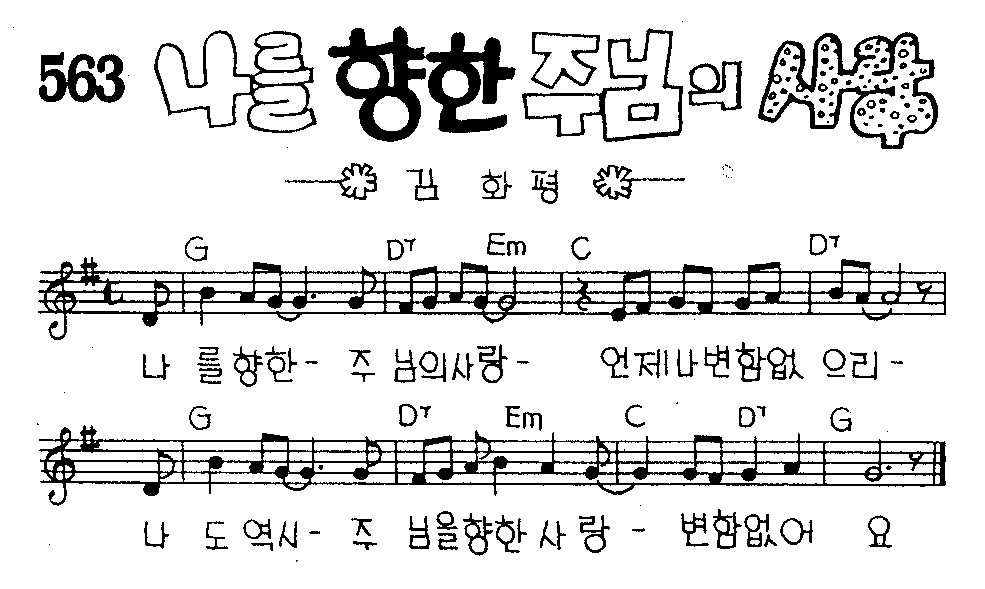 563 나를 향한 주님의 사랑
김 화 평
G D7 Em C D7
나 를향한- 주 님의사랑- 언제나변함없 으리-
G D7 Em C D7 G
나 도 역시- 주 님을향한 사 랑 - 변함없어 요